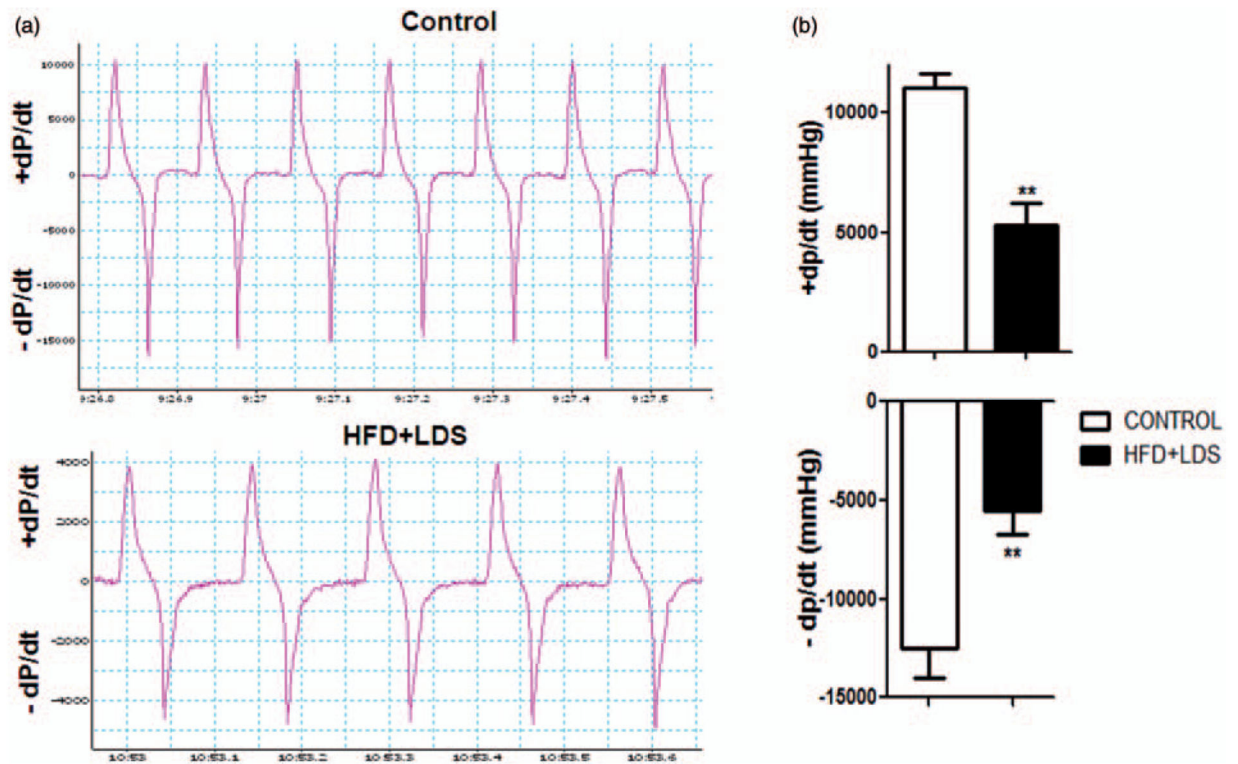 (a)
Control
+dP/dt
- dP/dt
10000
5000
0
-5000
-10000
-15000
9:26.8
9:26.9
9:27
9:27.1
9:27.2
9:27.3
9:27.4
9:27.5
HFD+LDS
+dP/dt
- dP/dt
4000
2000
0
-2000
-4000
10:53
10:53.1
10:53.2
10:53.3
10:53.4
10:53.5
10:53.6
(b)
+dp/dt (mmHg)
10000
5000
0
**
- dp/dt (mmHg)
0
-5000
-10000
-15000
**
CONTROL
HFD+LDS